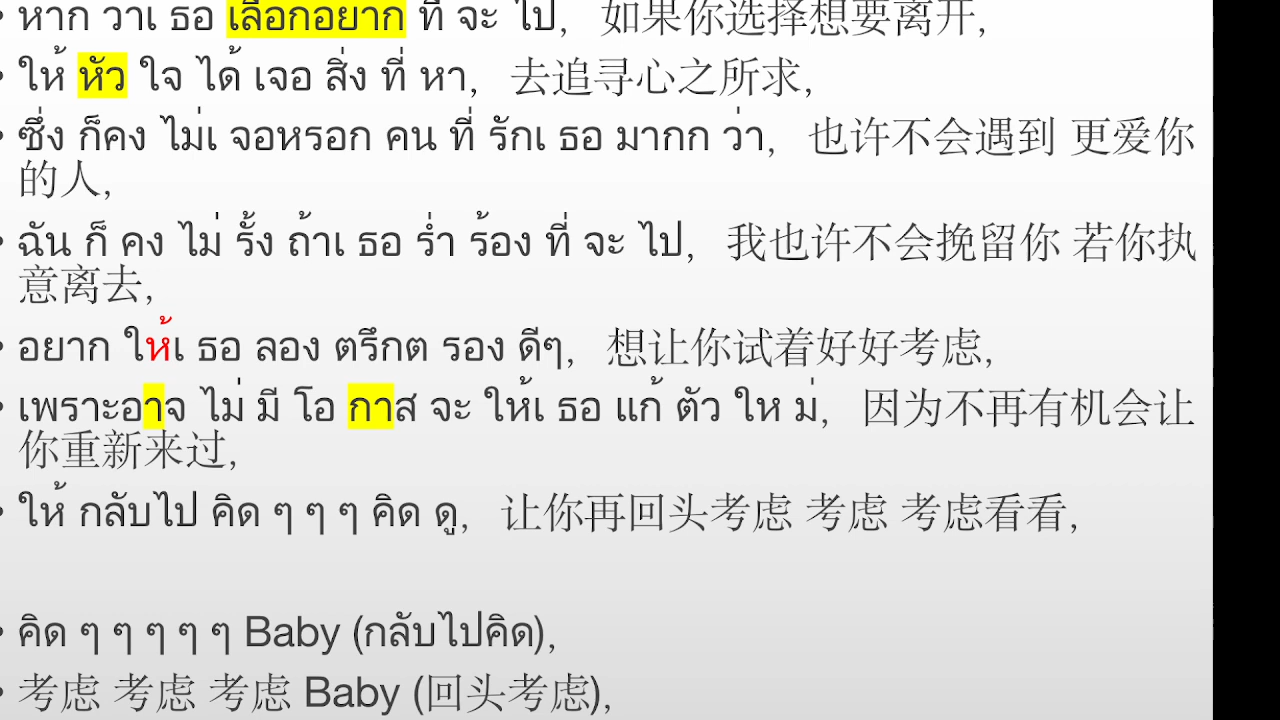 • หาก ว่าเ ธอ เลือกอยาก ที่ จะ ไป,  如果你选择想要离开,
• ให้ หัว ใจ ได้ เจอ สิ่ง ที่ หา,  去追寻心之所求,
• ซึ่ง ก็คง ไม่เ จอหรอก คน ที่ รักเ ธอ มากก ว่า,  也许不会遇到 更爱你
的人,
• ฉัน ก็ คง ไม่ รั้ง ถ้าเ ธอ ร่ำ ร้อง ที่ จะ ไป,  我也许不会挽留你 若你执
意离去,
• อยาก ให้เ ธอ ลอง ตรึกต รอง ดีๆ,  想让你试着好好考虑,
• เพราะอาจ ไม่ มี โอ กาส จะ ให้เ ธอ แก้ ตัว ให ม่,  因为不再有机会让
你重新来过,
• ให้ กลับไป คิด ๆ ๆ ๆ คิด ดู,  让你再回头考虑 考虑 考虑看看,
• คิด ๆ ๆ ๆ ๆ ๆ Baby (กลับไปคิด),
• 考虑 考虑 考虑 Baby (回头考虑),